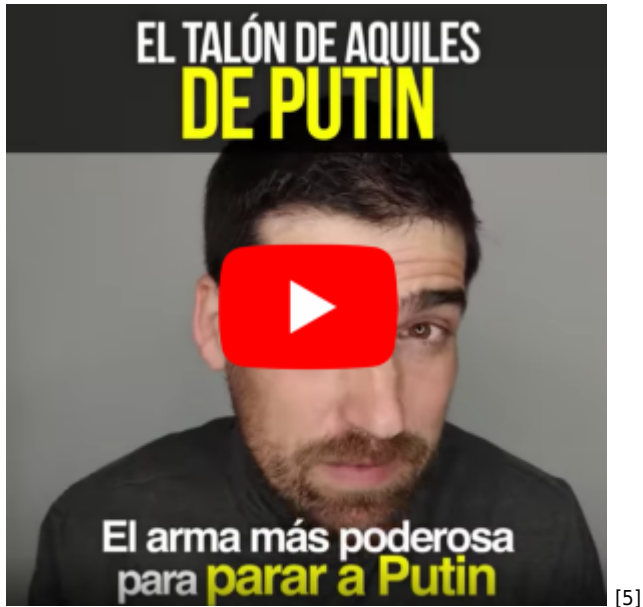 EL TALÓN DE AQUILES
DE PUTIN
El arma más poderosa
para parar a Putin
[5]